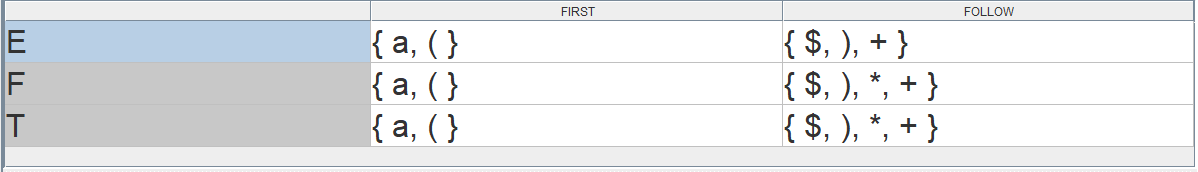 FIRST FOLLOW
E { a, ( } { $, ), + }
F { a, ( } { $, ), *, + }
T { a, ( } { $, ), *, + }